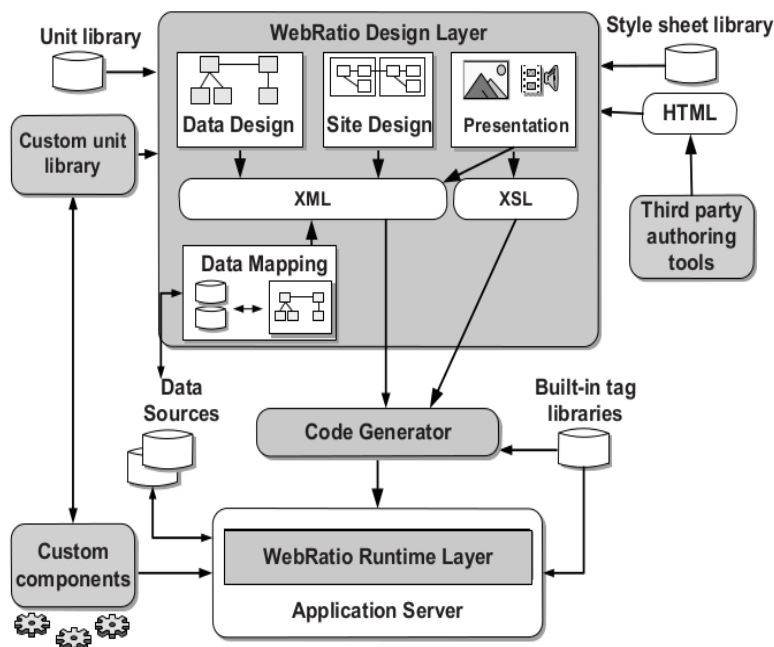 Unit library
WebRatio Design Layer
Style sheet library
Data Design
Site Design
Presentation
HTML
Custom unit
library
XML
XSL
Third party
authoring
tools
Data Mapping
Data
Sources
Built-in tag
libraries
Code Generator
Custom
components
WebRatio Runtime Layer
Application Server